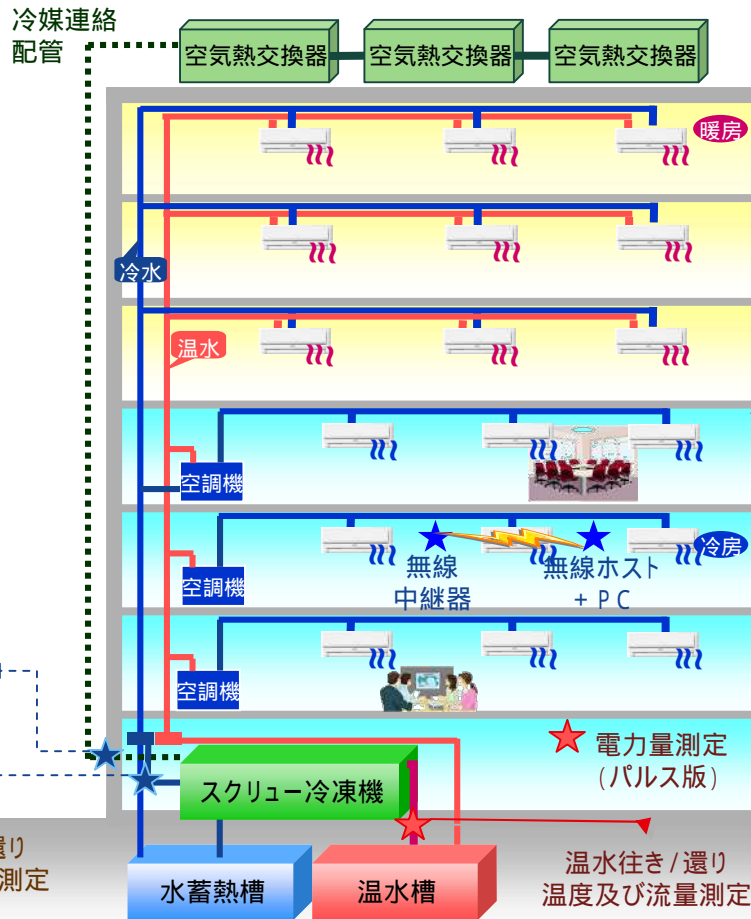 冷媒連絡
配管
空気熱交換器
空気熱交換器
空気熱交換器
暖房
冷水
温水
空調機
空調機
冷房
無線
中継器
無線ホスト
+ PC
空調機
電力量測定
(パルス版)
スクリュー冷凍機
還り
測定
温水往き/還り
温度及び流量測定
水蓄熱槽
温水槽